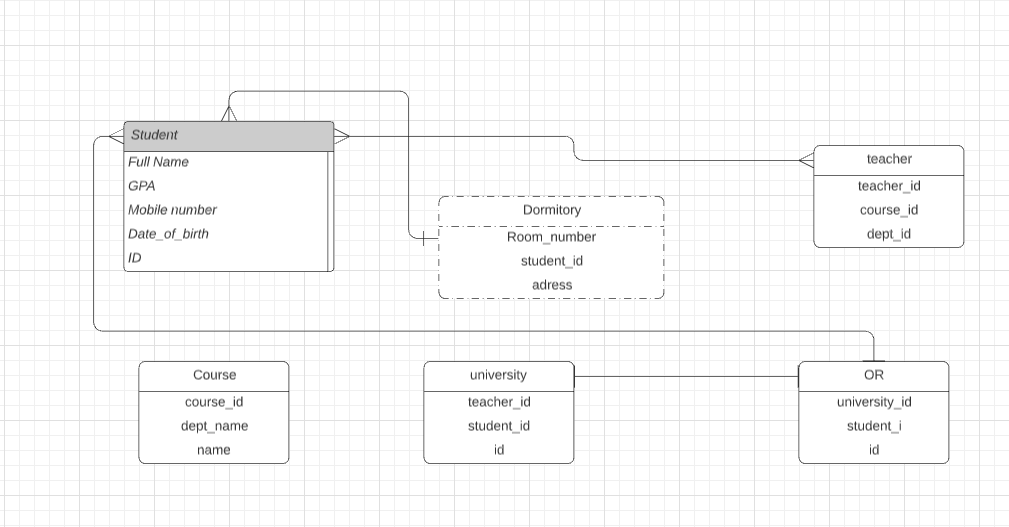 Student
Full Name
GPA
Mobile number
Date_of_birth
ID
Dormitory
Room_number
student_id
adress
teacher
teacher_id
course_id
dept_id
Course
course_id
dept_name
name
university
teacher_id
student_id
id
OR
university_id
student_i
id